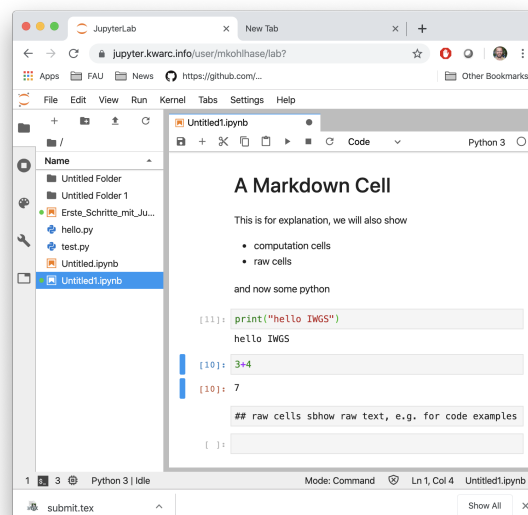 JupyterLab
New Tab
jupyter.kwarc.info/user/mkohlhase/lab?
Apps FAU News https://github.com/... Other Bookmarks
File Edit View Run Kernel Tabs Settings Help
Untitled1.ipynb
/
Code
Python 3
Name
Untitled Folder
Untitled Folder 1
Erste_Schritte_mit_Ju...
hello.py
test.py
Untitled.ipynb
Untitled1.ipynb
A Markdown Cell
This is for explanation, we will also show
• computation cells
• raw cells
and now some python
[11]: print("hello IWGS")
hello IWGS
[10]: 3+4
[10]: 7
## raw cells sbhow raw text, e.g. for code examples
[ ]:
1 3 Python 3 | Idle Mode: Command Ln 1, Col 4 Untitled1.ipynb
submit.tex
Show All